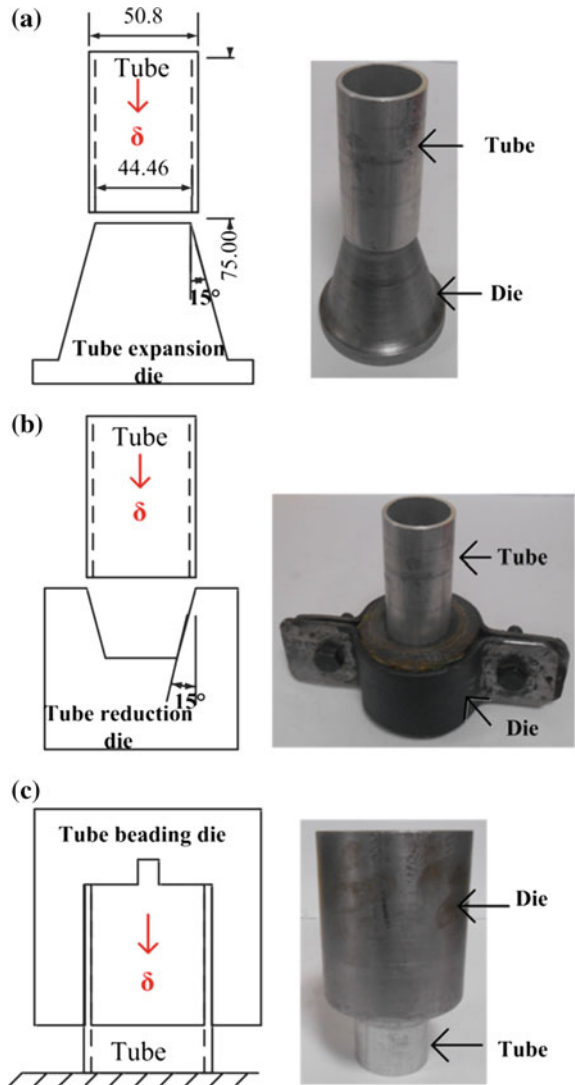 (a)
50.8
Tube
δ
44.46
75.00
15°
Tube expansion
die
Tube
Die
(b)
Tube
δ
15°
Tube reduction
die
Tube
Die
(c)
Tube beading die
δ
Tube
Die
Tube